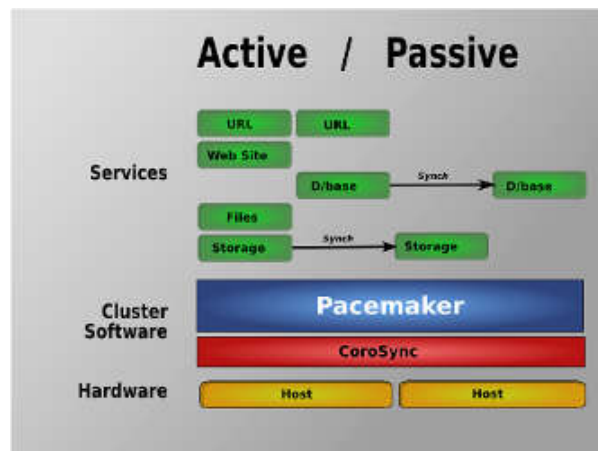 Active / Passive
URL URL
Web Site
Services
D/base Synch D/base
Files
Storage Synch Storage
Cluster
Software
Pacemaker
CoroSync
Hardware
Host Host